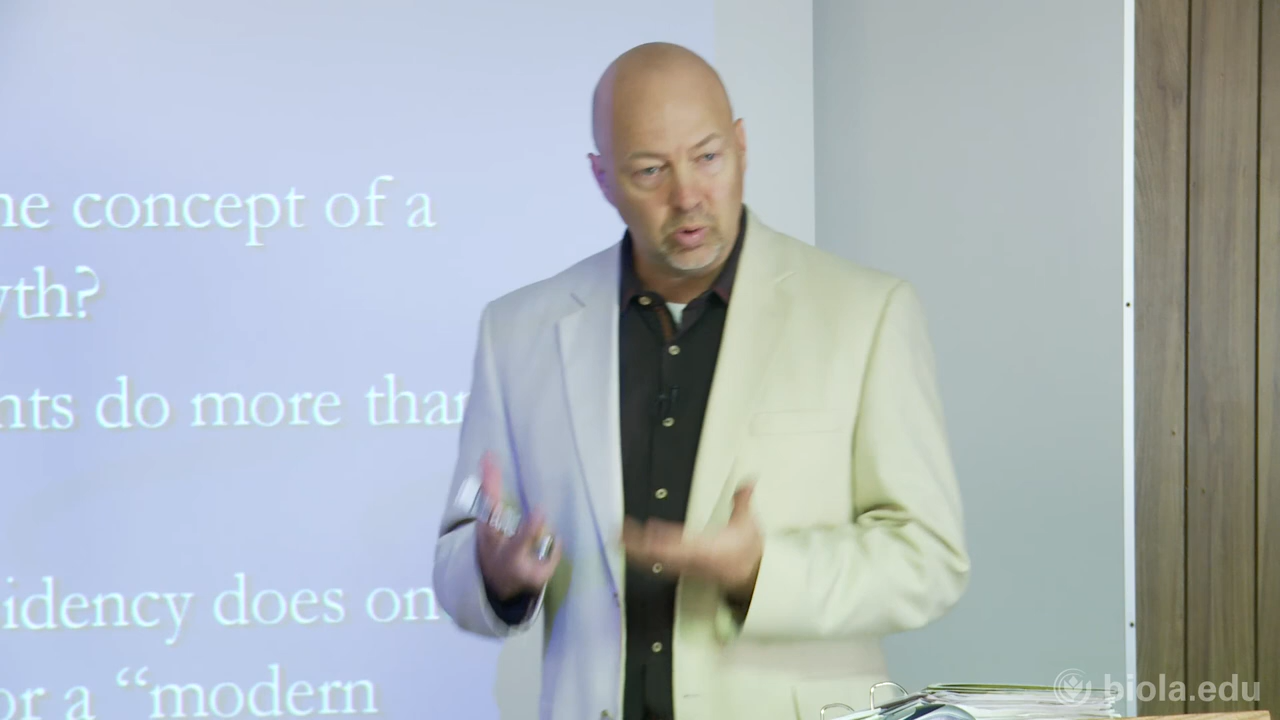 he concept of a
yth?
nts do more than
idency does on
or a “modern
biola.edu